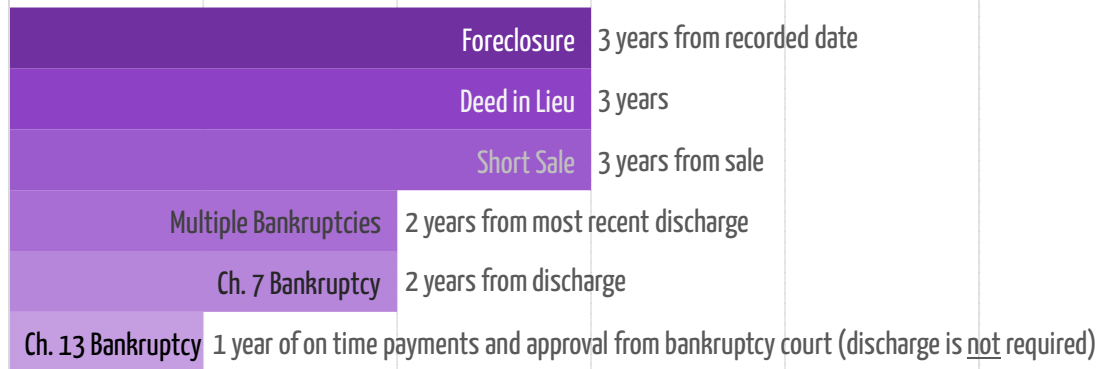 Foreclosure 3 years from recorded date
Deed in Lieu 3 years
Short Sale 3 years from sale
Multiple Bankruptcies 2 years from most recent discharge
Ch. 7 Bankruptcy 2 years from discharge
Ch. 13 Bankruptcy 1 year of on time payments and approval from bankruptcy court (discharge is not required)